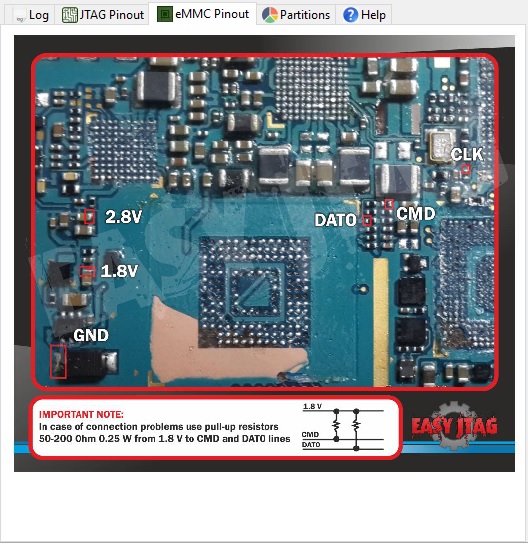 Log
JTAG Pinout
eMMC Pinout
Partitions
Help
CLK
DAT0
CMD
2.8V
1.8V
GND
IMPORTANT NOTE:
In case of connection problems use pull-up resistors
50-200 Ohm 0.25 W from 1.8 V to CMD and DAT0 lines
1.8 V
CMD
DAT0
EASY JTAG